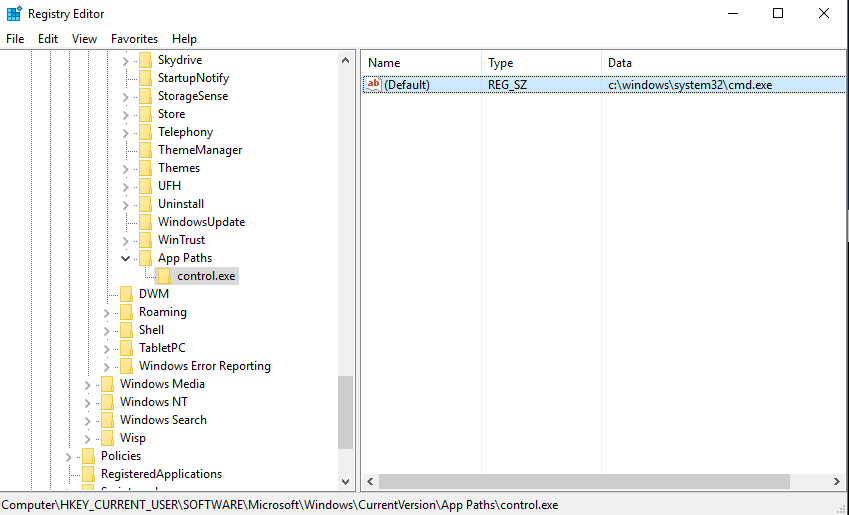 Registry Editor
File Edit View Favorites Help
Skydrive
StartupNotify
StorageSense
Store
Telephony
ThemeManager
Themes
UFH
Uninstall
WindowsUpdate
WinTrust
App Paths
control.exe
DWM
Roaming
Shell
TabletPC
Windows Error Reporting
Windows Media
Windows NT
Windows Search
Wisp
Policies
RegisteredApplications
Name Type Data
ab (Default) REG_SZ c:\windows\system32\cmd.exe
Computer\HKEY_CURRENT_USER\SOFTWARE\Microsoft\Windows\CurrentVersion\App Paths\control.exe